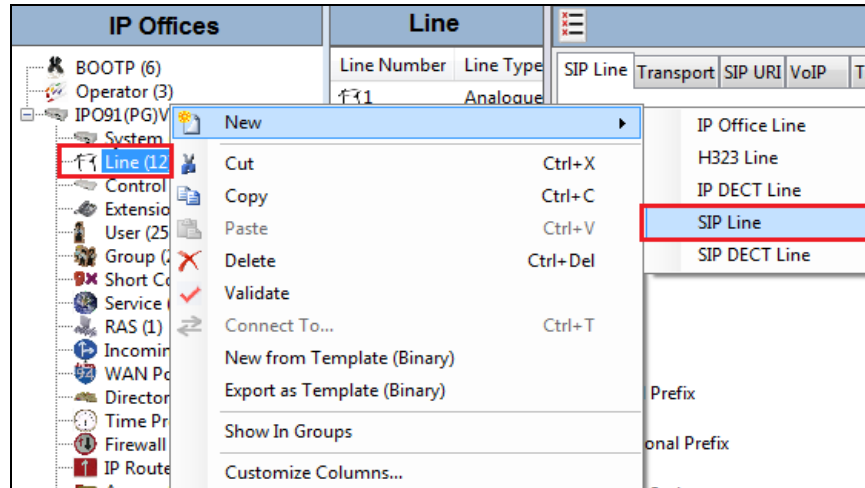 IP Offices
BOOTP (6)
Operator (3)
IPO91(PG)V
System
Line (12
Control
Extensio
User (25
Group (
Short Co
Service
RAS (1)
Incomin
WAN Po
Director
Time Pr
Firewall
IP Route
Line
Line Number Line Type
1 Analogue
SIP Line Transport SIP URI VoIP T
New
Cut Ctrl+X
Copy Ctrl+C
Paste Ctrl+V
Delete Ctrl+Del
Validate
Connect To... Ctrl+T
New from Template (Binary)
Export as Template (Binary)
Show In Groups
Customize Columns...
IP Office Line
H323 Line
IP DECT Line
SIP Line
SIP DECT Line
Prefix
onal Prefix